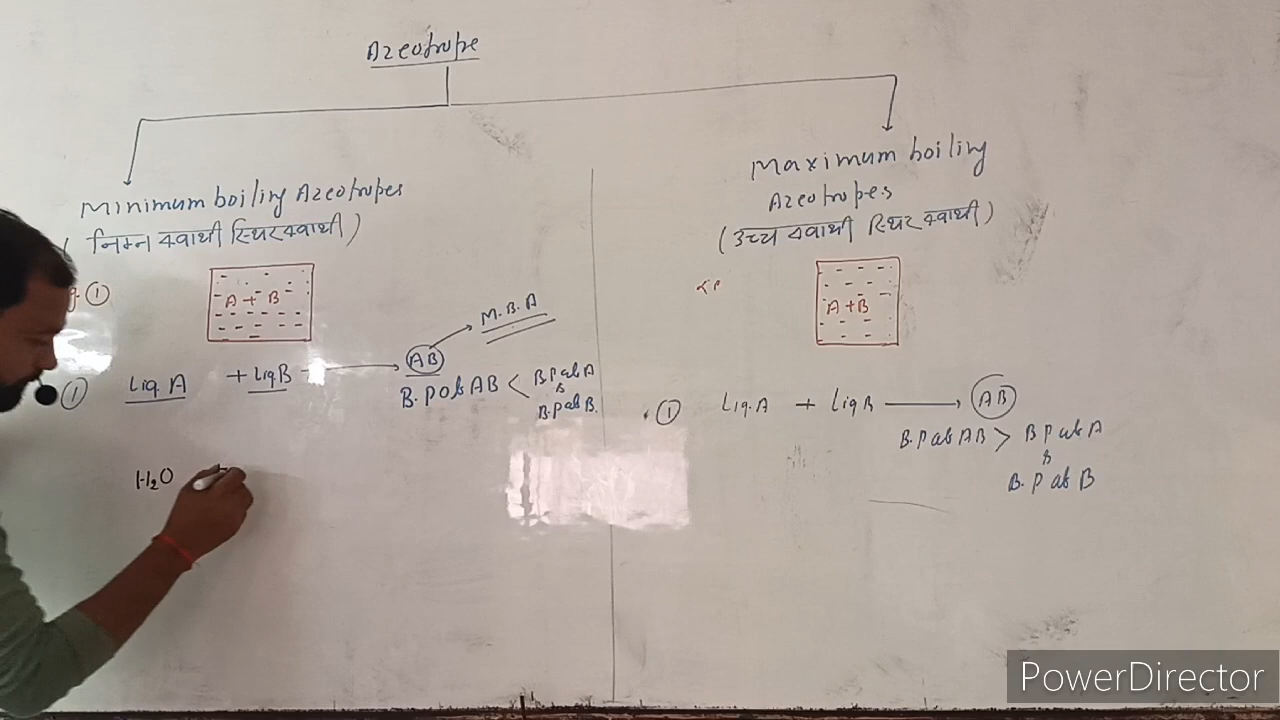 Azeotrope
Minimum boiling Azeotropes
( निम्न क्वाथी स्थिर क्वाथी )
①
A + B
M.B.A
① Liq. A + Liq B → AB
B.P of AB < B.P of A
&
B.P of B.
H₂O
Maximum boiling
Azeotropes
( उच्च क्वाथी स्थिर क्वाथी )
A+B
① Liq. A + Liq B → AB
B.P of AB > B.P of A
&
B.P of B
PowerDirector